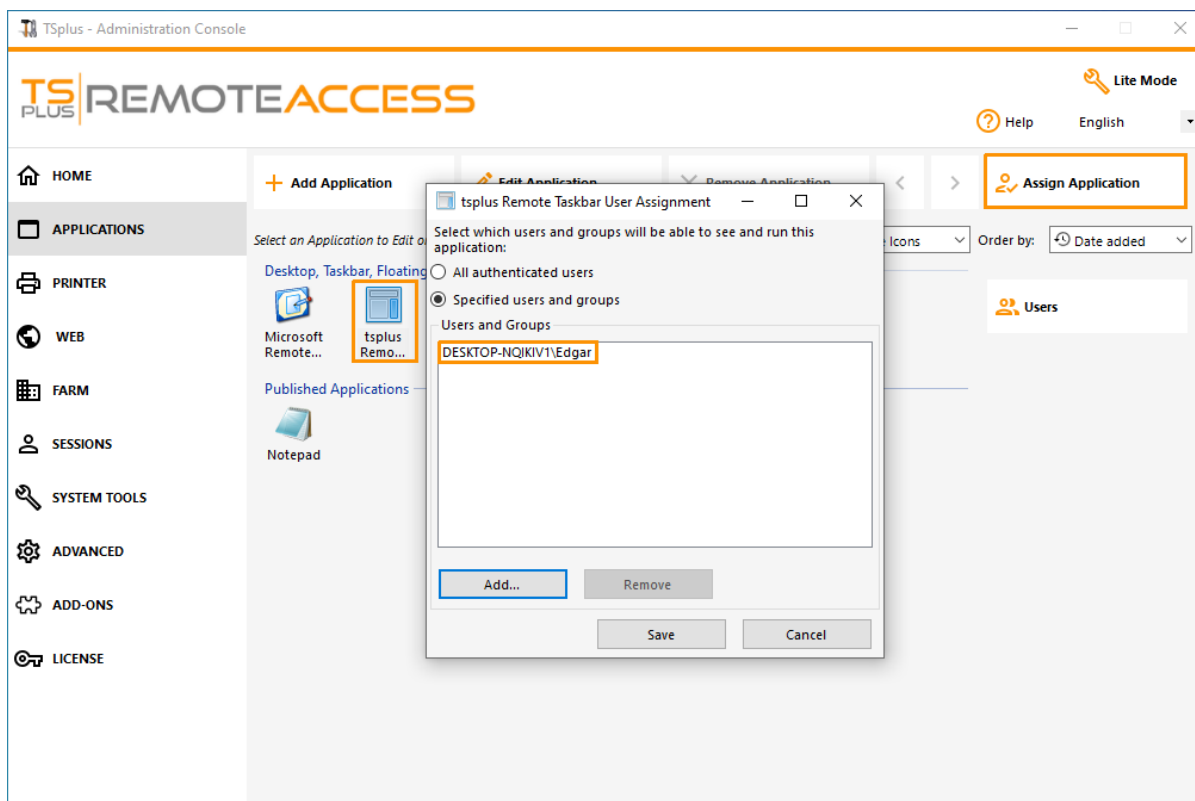 TSplus - Administration Console
TS PLUS REMOTEACCESS
Lite Mode
Help
English
HOME
APPLICATIONS
PRINTER
WEB
FARM
SESSIONS
SYSTEM TOOLS
ADVANCED
ADD-ONS
LICENSE
Add Application
Edit Application
Remove Application
Assign Application
Select an Application to Edit o
Icons
Order by:
Date added
Desktop, Taskbar, Floating
Microsoft
Remote...
tsplus
Remo...
Published Applications
Notepad
Users
tsplus Remote Taskbar User Assignment
Select which users and groups will be able to see and run this
application:
All authenticated users
Specified users and groups
Users and Groups
DESKTOP-NQIKIV1\Edgar
Add...
Remove
Save
Cancel